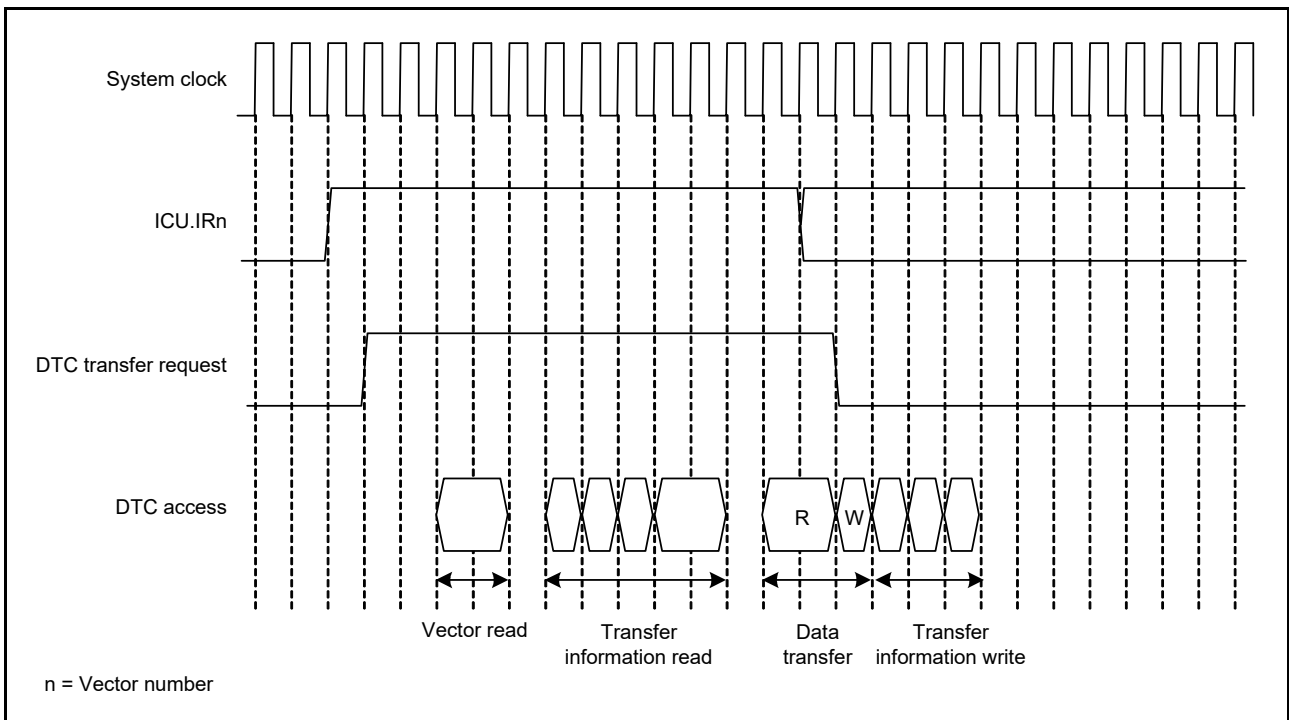 System clock
ICU.IRn
DTC transfer request
DTC access
R
W
Vector read
Transfer
information read
Data
transfer
Transfer
information write
n = Vector number